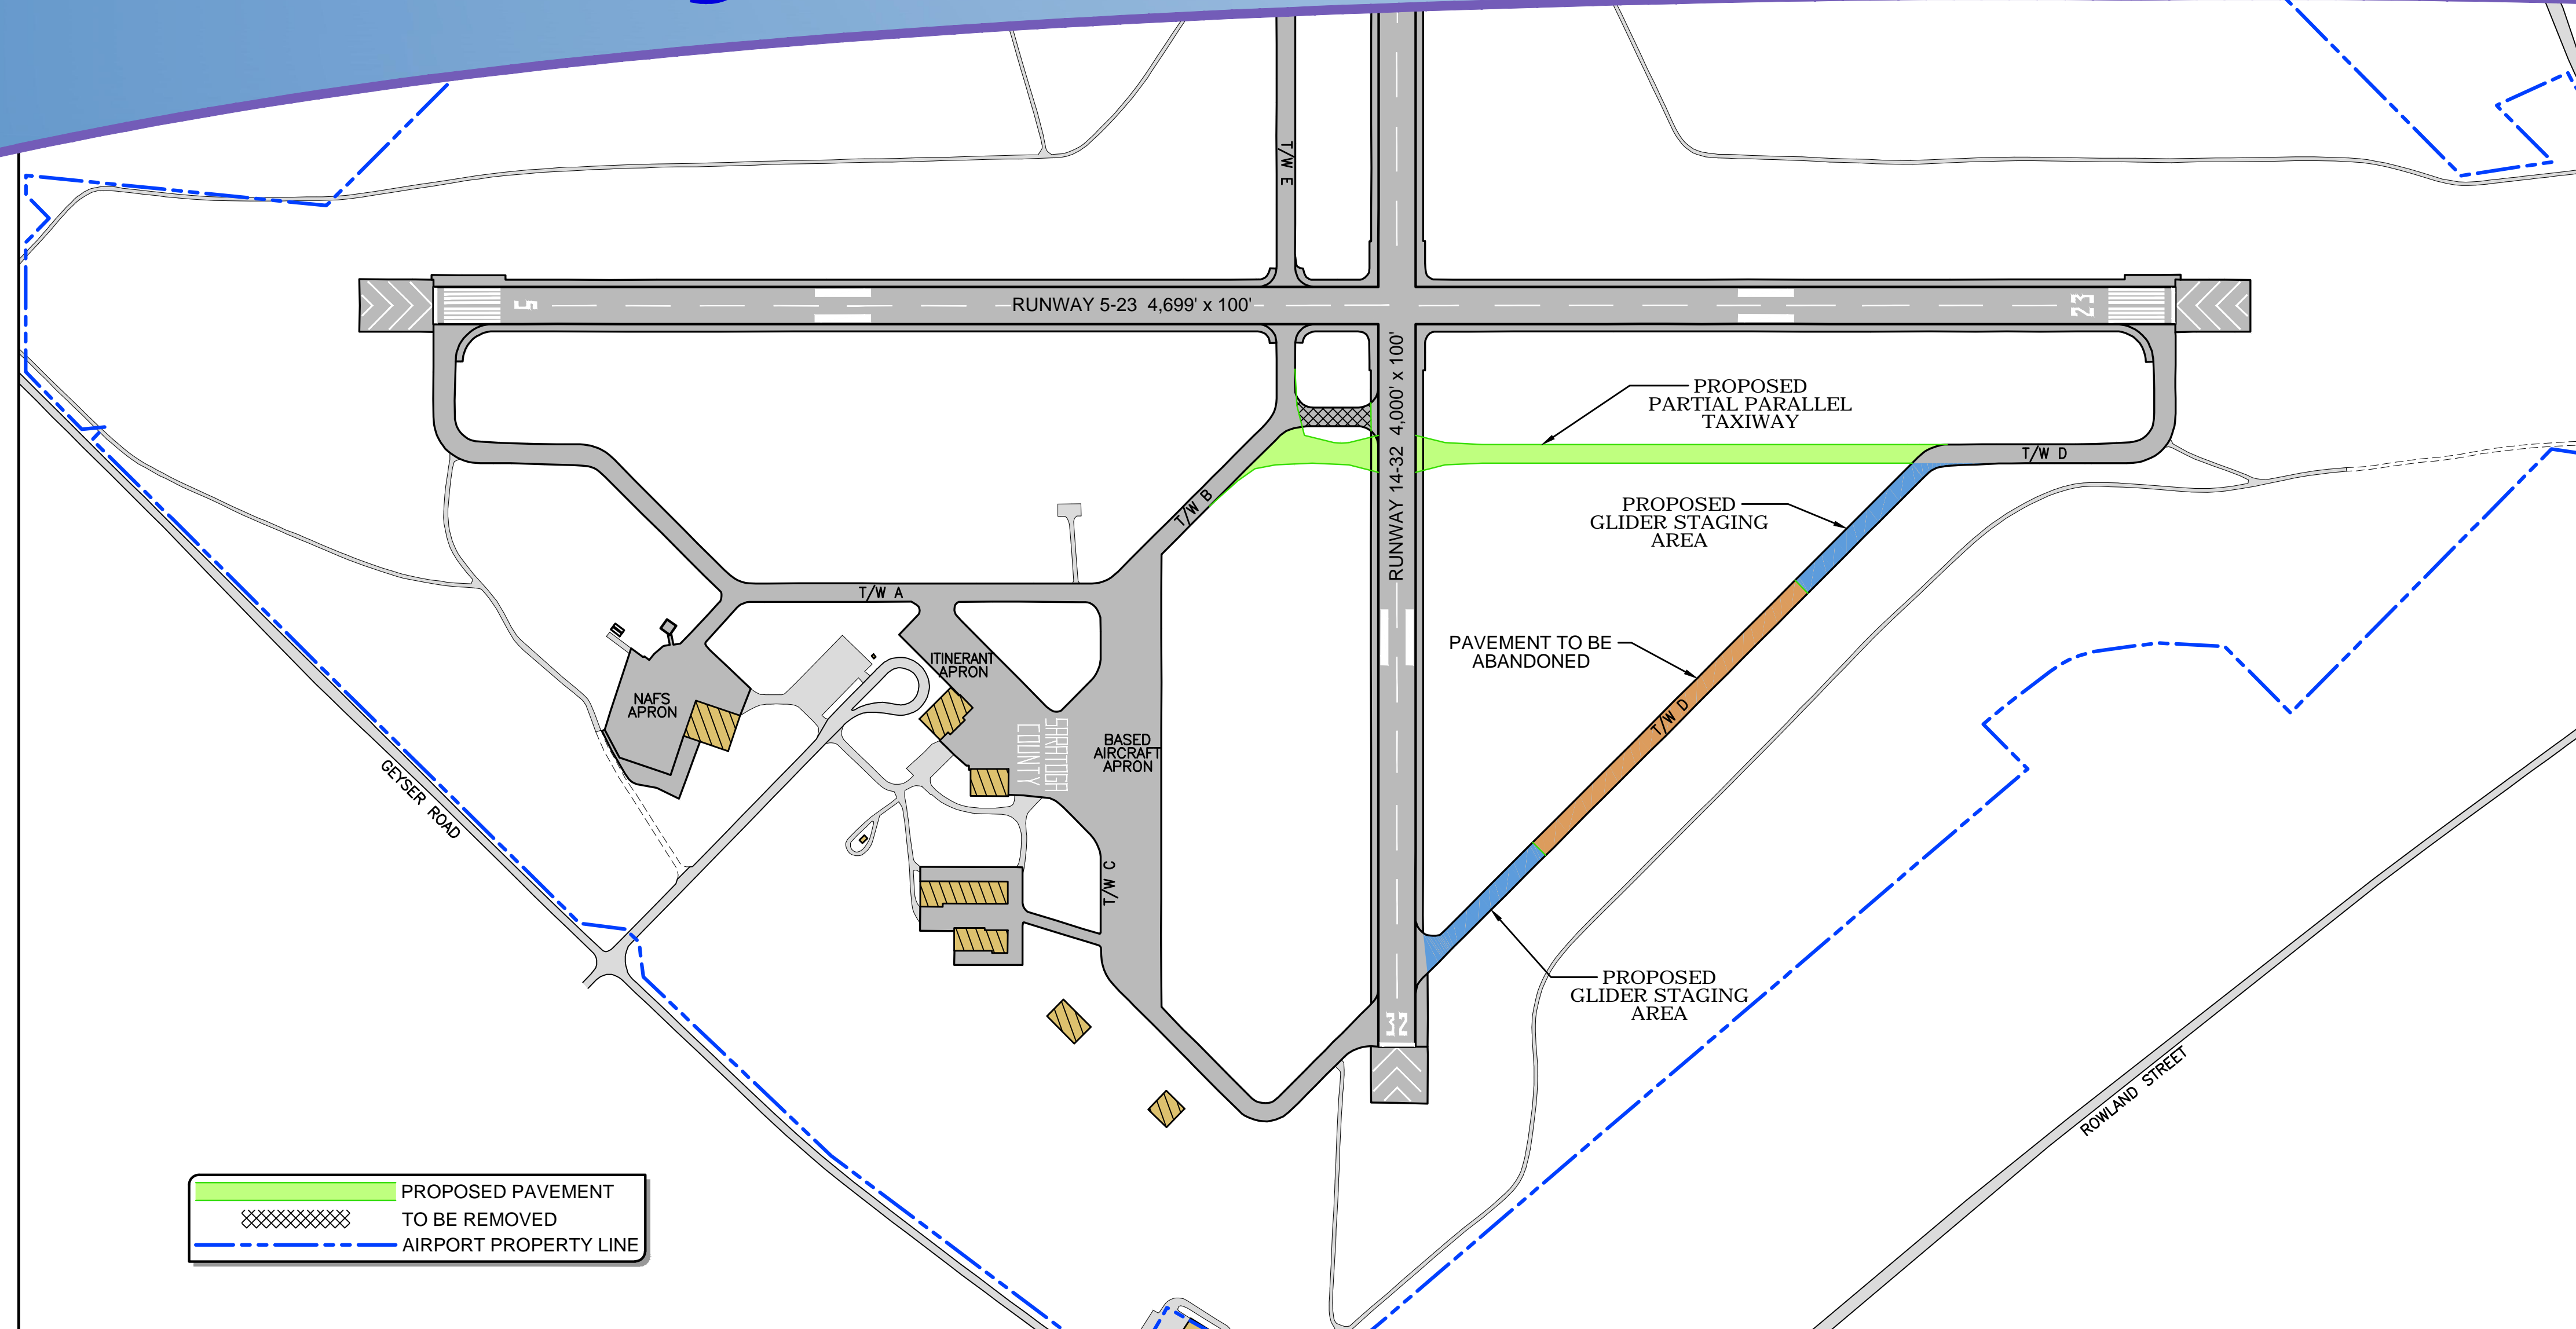 T/W E
5
RUNWAY 5-23 4,699' x 100'
23
RUNWAY 14-32 4,000' x 100'
PROPOSED
PARTIAL PARALLEL
TAXIWAY
T/W D
T/W B
PROPOSED
GLIDER STAGING
AREA
T/W A
PAVEMENT TO BE
ABANDONED
ITINERANT
APRON
NAFS
APRON
T/W D
SARATOGA
COUNTY
BASED
AIRCRAFT
APRON
GEYSER ROAD
T/W C
PROPOSED
GLIDER STAGING
AREA
32
ROWLAND STREET
PROPOSED PAVEMENT
TO BE REMOVED
AIRPORT PROPERTY LINE